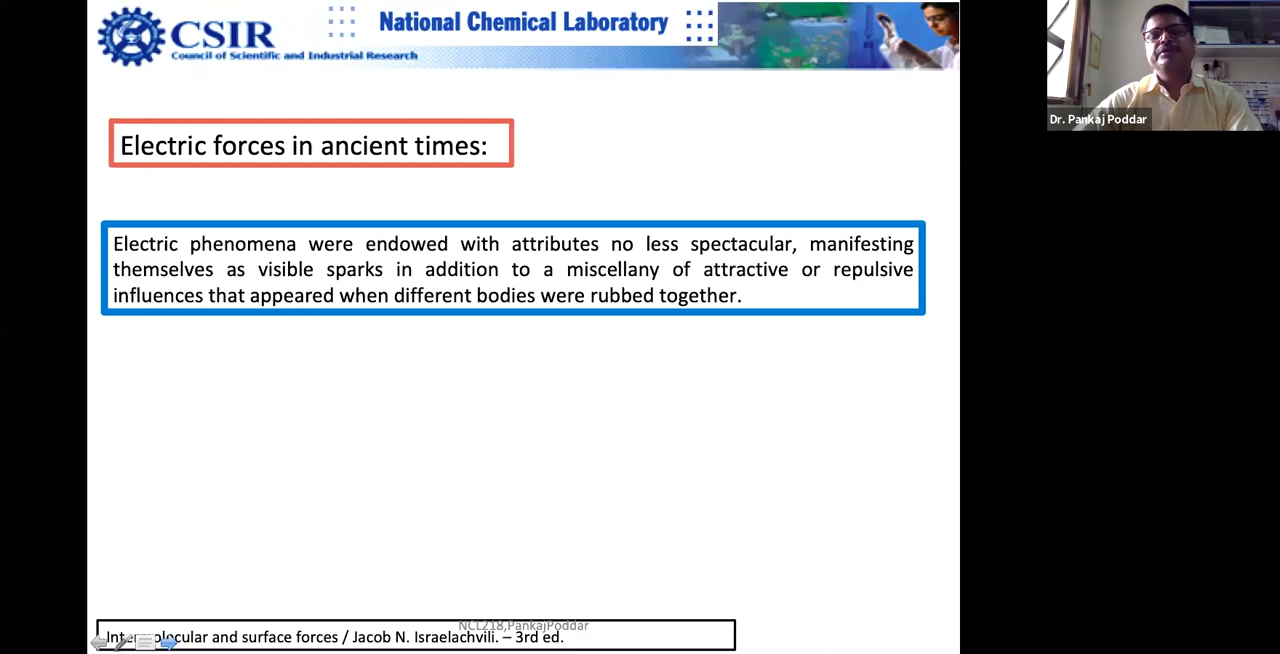 CSIR
Council of Scientific and Industrial Research
National Chemical Laboratory
Dr. Pankaj Poddar
Electric forces in ancient times:
Electric phenomena were endowed with attributes no less spectacular, manifesting
themselves as visible sparks in addition to a miscellany of attractive or repulsive
influences that appeared when different bodies were rubbed together.
NCL218,PankajPoddar
Intermolecular and surface forces / Jacob N. Israelachvili. – 3rd ed.